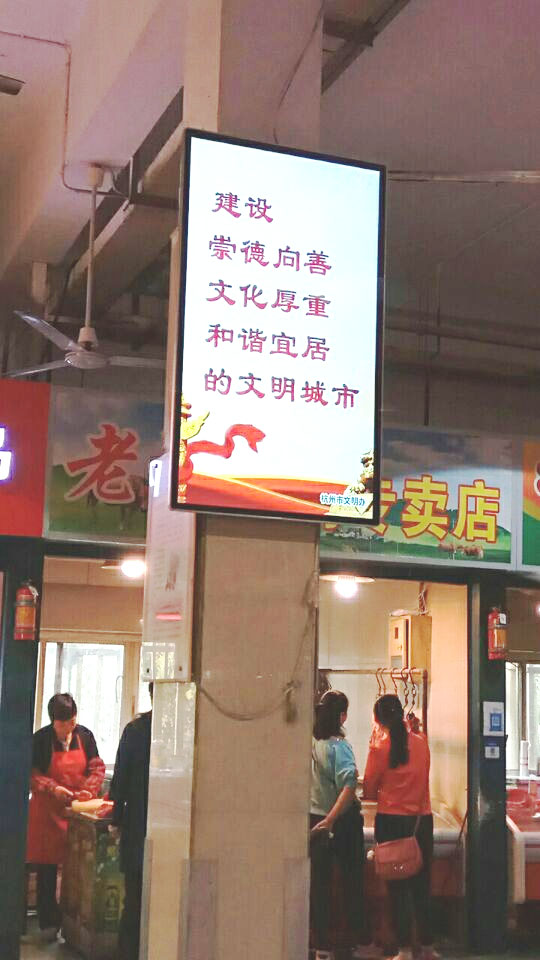 建设
崇德向善
文化厚重
和谐宜居
的文明城市
杭州市文明办
老
专卖店